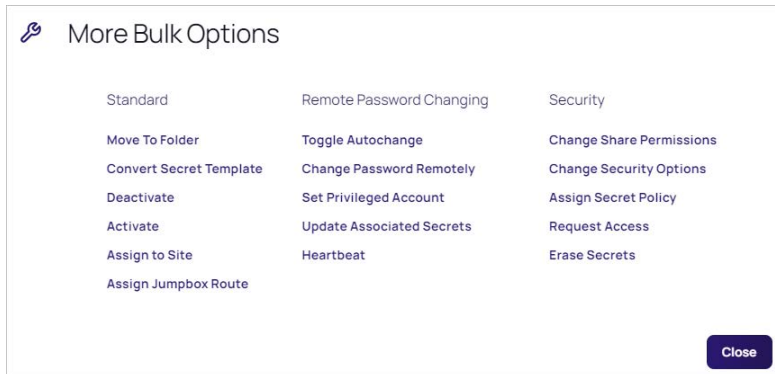 More Bulk Options
Standard
Move To Folder
Convert Secret Template
Deactivate
Activate
Assign to Site
Assign Jumpbox Route
Remote Password Changing
Toggle Autochange
Change Password Remotely
Set Privileged Account
Update Associated Secrets
Heartbeat
Security
Change Share Permissions
Change Security Options
Assign Secret Policy
Request Access
Erase Secrets
Close